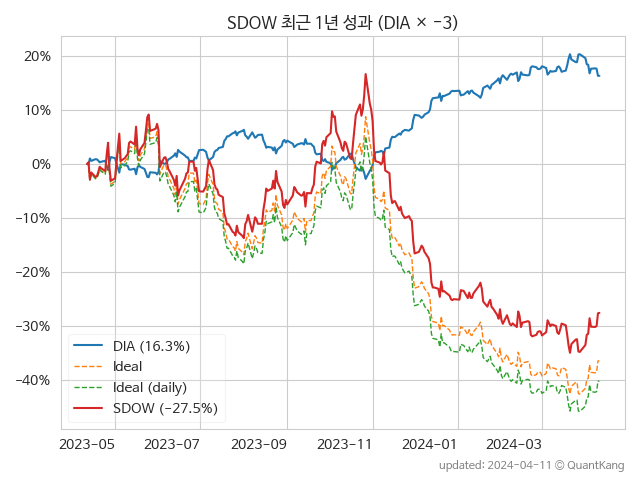 SDOW 최근 1년 성과 (DIA × −3)
20%
10%
0%
−10%
−20%
−30%
−40%
DIA (16.3%)
Ideal
Ideal (daily)
SDOW (−27.5%)
2023−05
2023−07
2023−09
2023−11
2024−01
2024−03
updated: 2024−04−11 © QuantKang